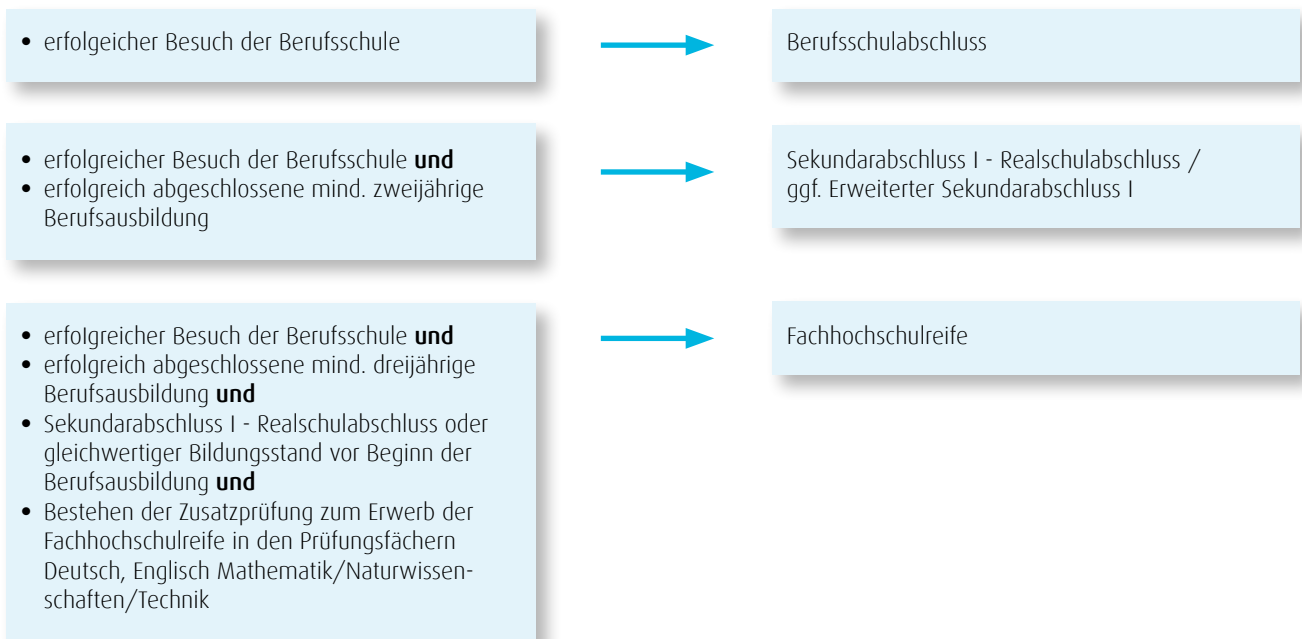 • erfolgeicher Besuch der Berufsschule
Berufsschulabschluss
• erfolgreicher Besuch der Berufsschule und
• erfolgreich abgeschlossene mind. zweijährige
Berufsausbildung
Sekundarabschluss I - Realschulabschluss /
ggf. Erweiterter Sekundarabschluss I
• erfolgreicher Besuch der Berufsschule und
• erfolgreich abgeschlossene mind. dreijährige
Berufsausbildung und
• Sekundarabschluss I - Realschulabschluss oder
gleichwertiger Bildungsstand vor Beginn der
Berufsausbildung und
• Bestehen der Zusatzprüfung zum Erwerb der
Fachhochschulreife in den Prüfungsfächern
Deutsch, Englisch Mathematik/Naturwissen-
schaften/Technik
Fachhochschulreife